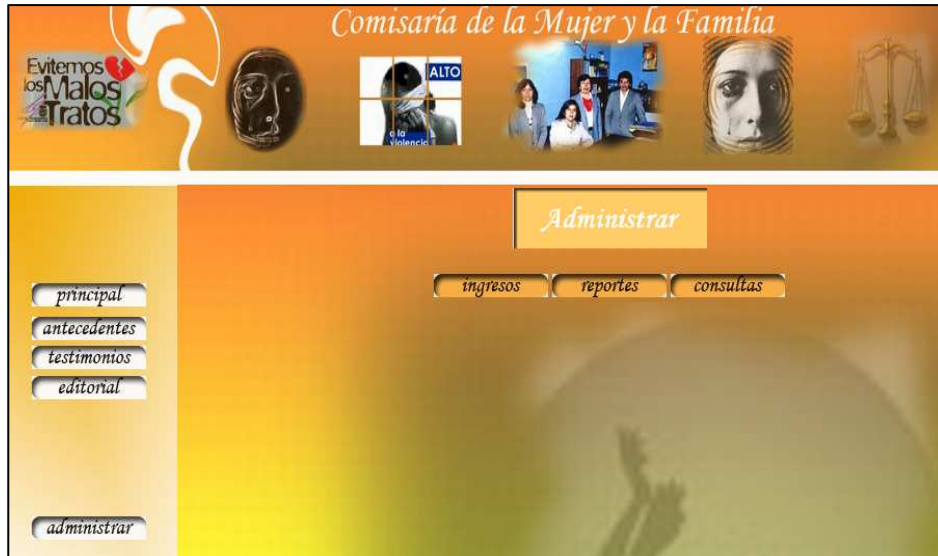 Comisaría de la Mujer y la Familia
Evitemos
los Malos
Tratos
ALTO
a la
violencia
Administrar
ingresos reportes consultas
principal
antecedentes
testimonios
editorial
administrar